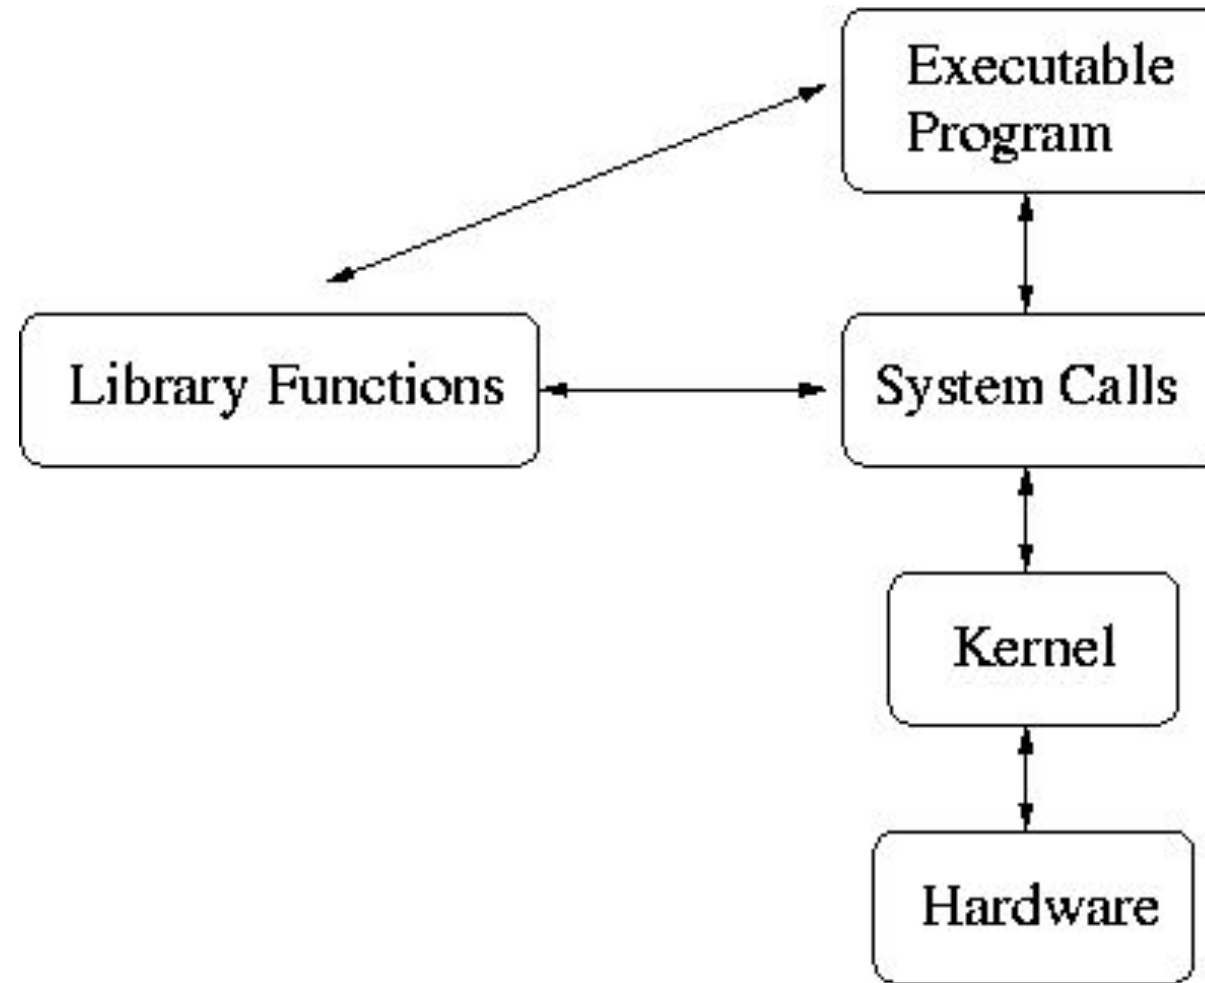 Executable
Program
Library Functions
System Calls
Kernel
Hardware